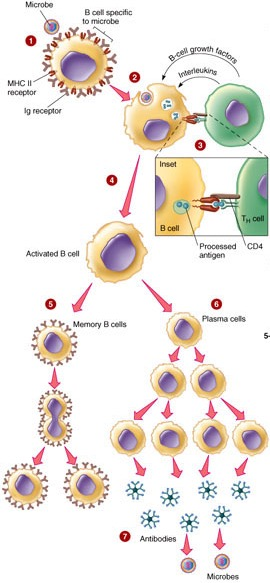 Microbe
B cell specific
to microbe
1
MHC II
receptor
Ig receptor
2
B-cell growth factors
Interleukins
3
Inset
B cell
TH cell
Processed
antigen
CD4
4
Activated B cell
5
Memory B cells
6
Plasma cells
5-
7
Antibodies
Microbes